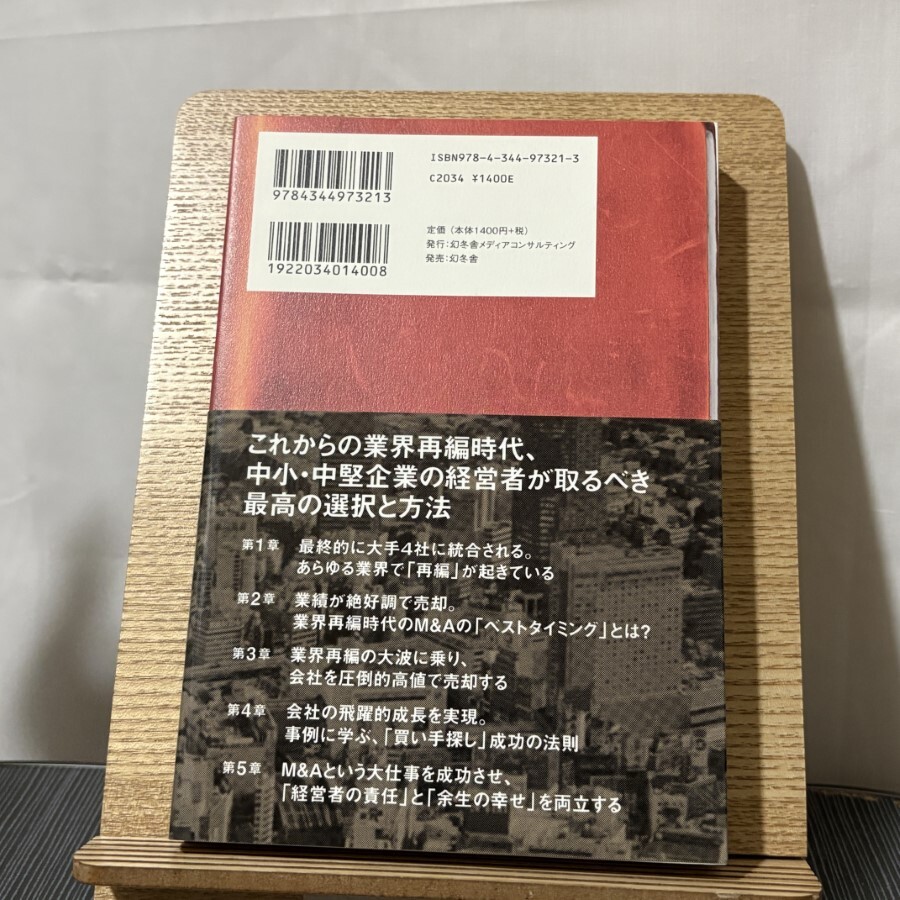 ISBN978-4-344-97321-3
C2034 ¥1400E
9784344973213
定価（本体1400円+税）
発行：幻冬舎メディアコンサルティング
発売：幻冬舎
1922034014008
これからの業界再編時代、
中小・中堅企業の経営者が取るべき
最高の選択と方法
第1章 最終的に大手4社に統合される。
あらゆる業界で「再編」が起きている
第2章 業績が絶好調で売却。
業界再編時代のM&Aの「ベストタイミング」とは?
第3章 業界再編の大波に乗り、
会社を圧倒的高値で売却する
第4章 会社の飛躍的成長を実現。
事例に学ぶ、「買い手探し」成功の法則
第5章 M&Aという大仕事を成功させ、
「経営者の責任」と「余生の幸せ」を両立する